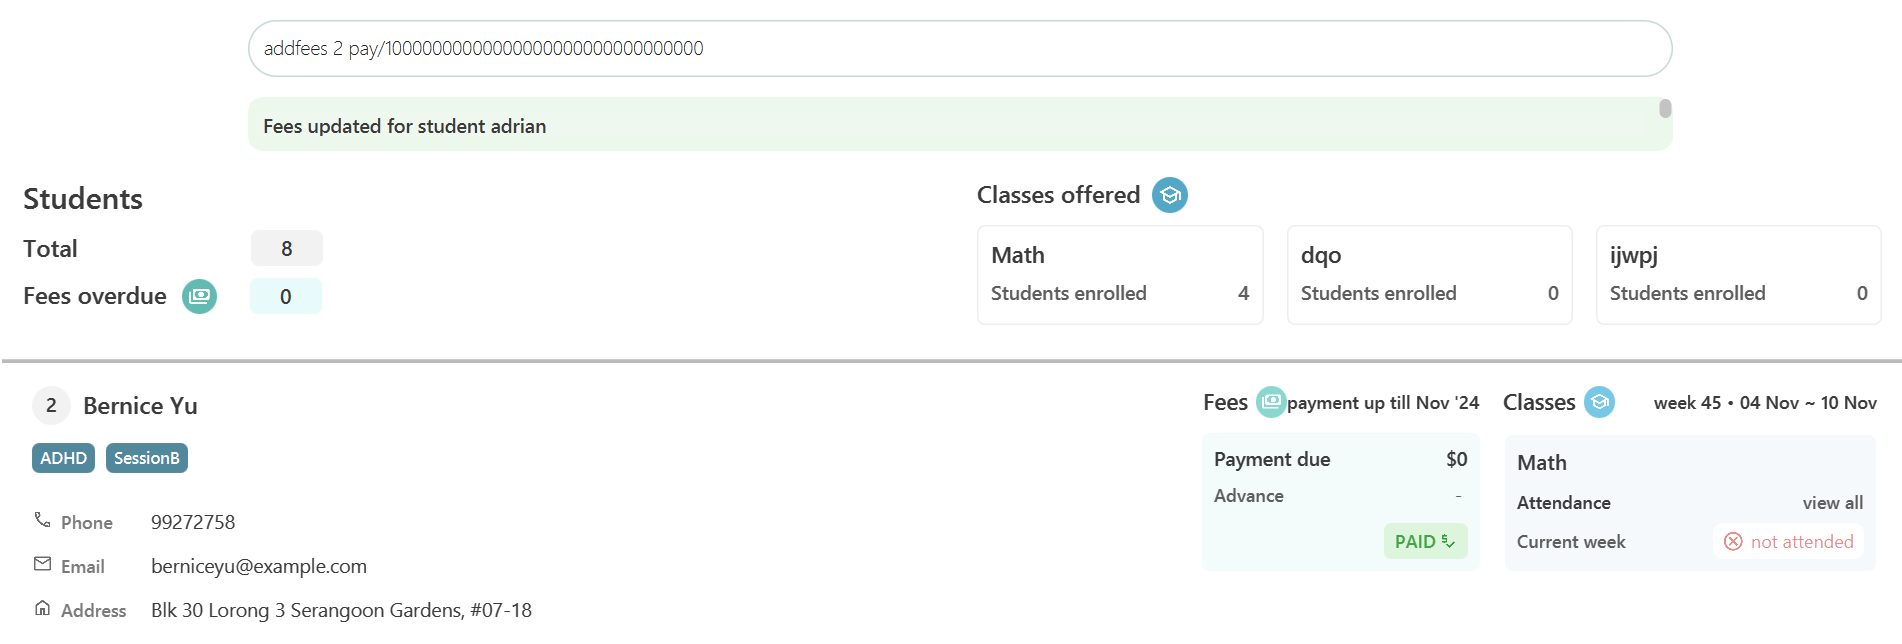 addfees 2 pay/10000000000000000000000000000000
Fees updated for student adrian
Students
Total 8
Fees overdue 0
Classes offered
Math
Students enrolled 4
dqo
Students enrolled 0
ijwpj
Students enrolled 0
2 Bernice Yu
ADHD SessionB
Phone 99272758
Email berniceyu@example.com
Address Blk 30 Lorong 3 Serangoon Gardens, #07-18
Fees payment up till Nov '24
Payment due $0
Advance -
PAID
Classes week 45 • 04 Nov ~ 10 Nov
Math
Attendance view all
Current week not attended